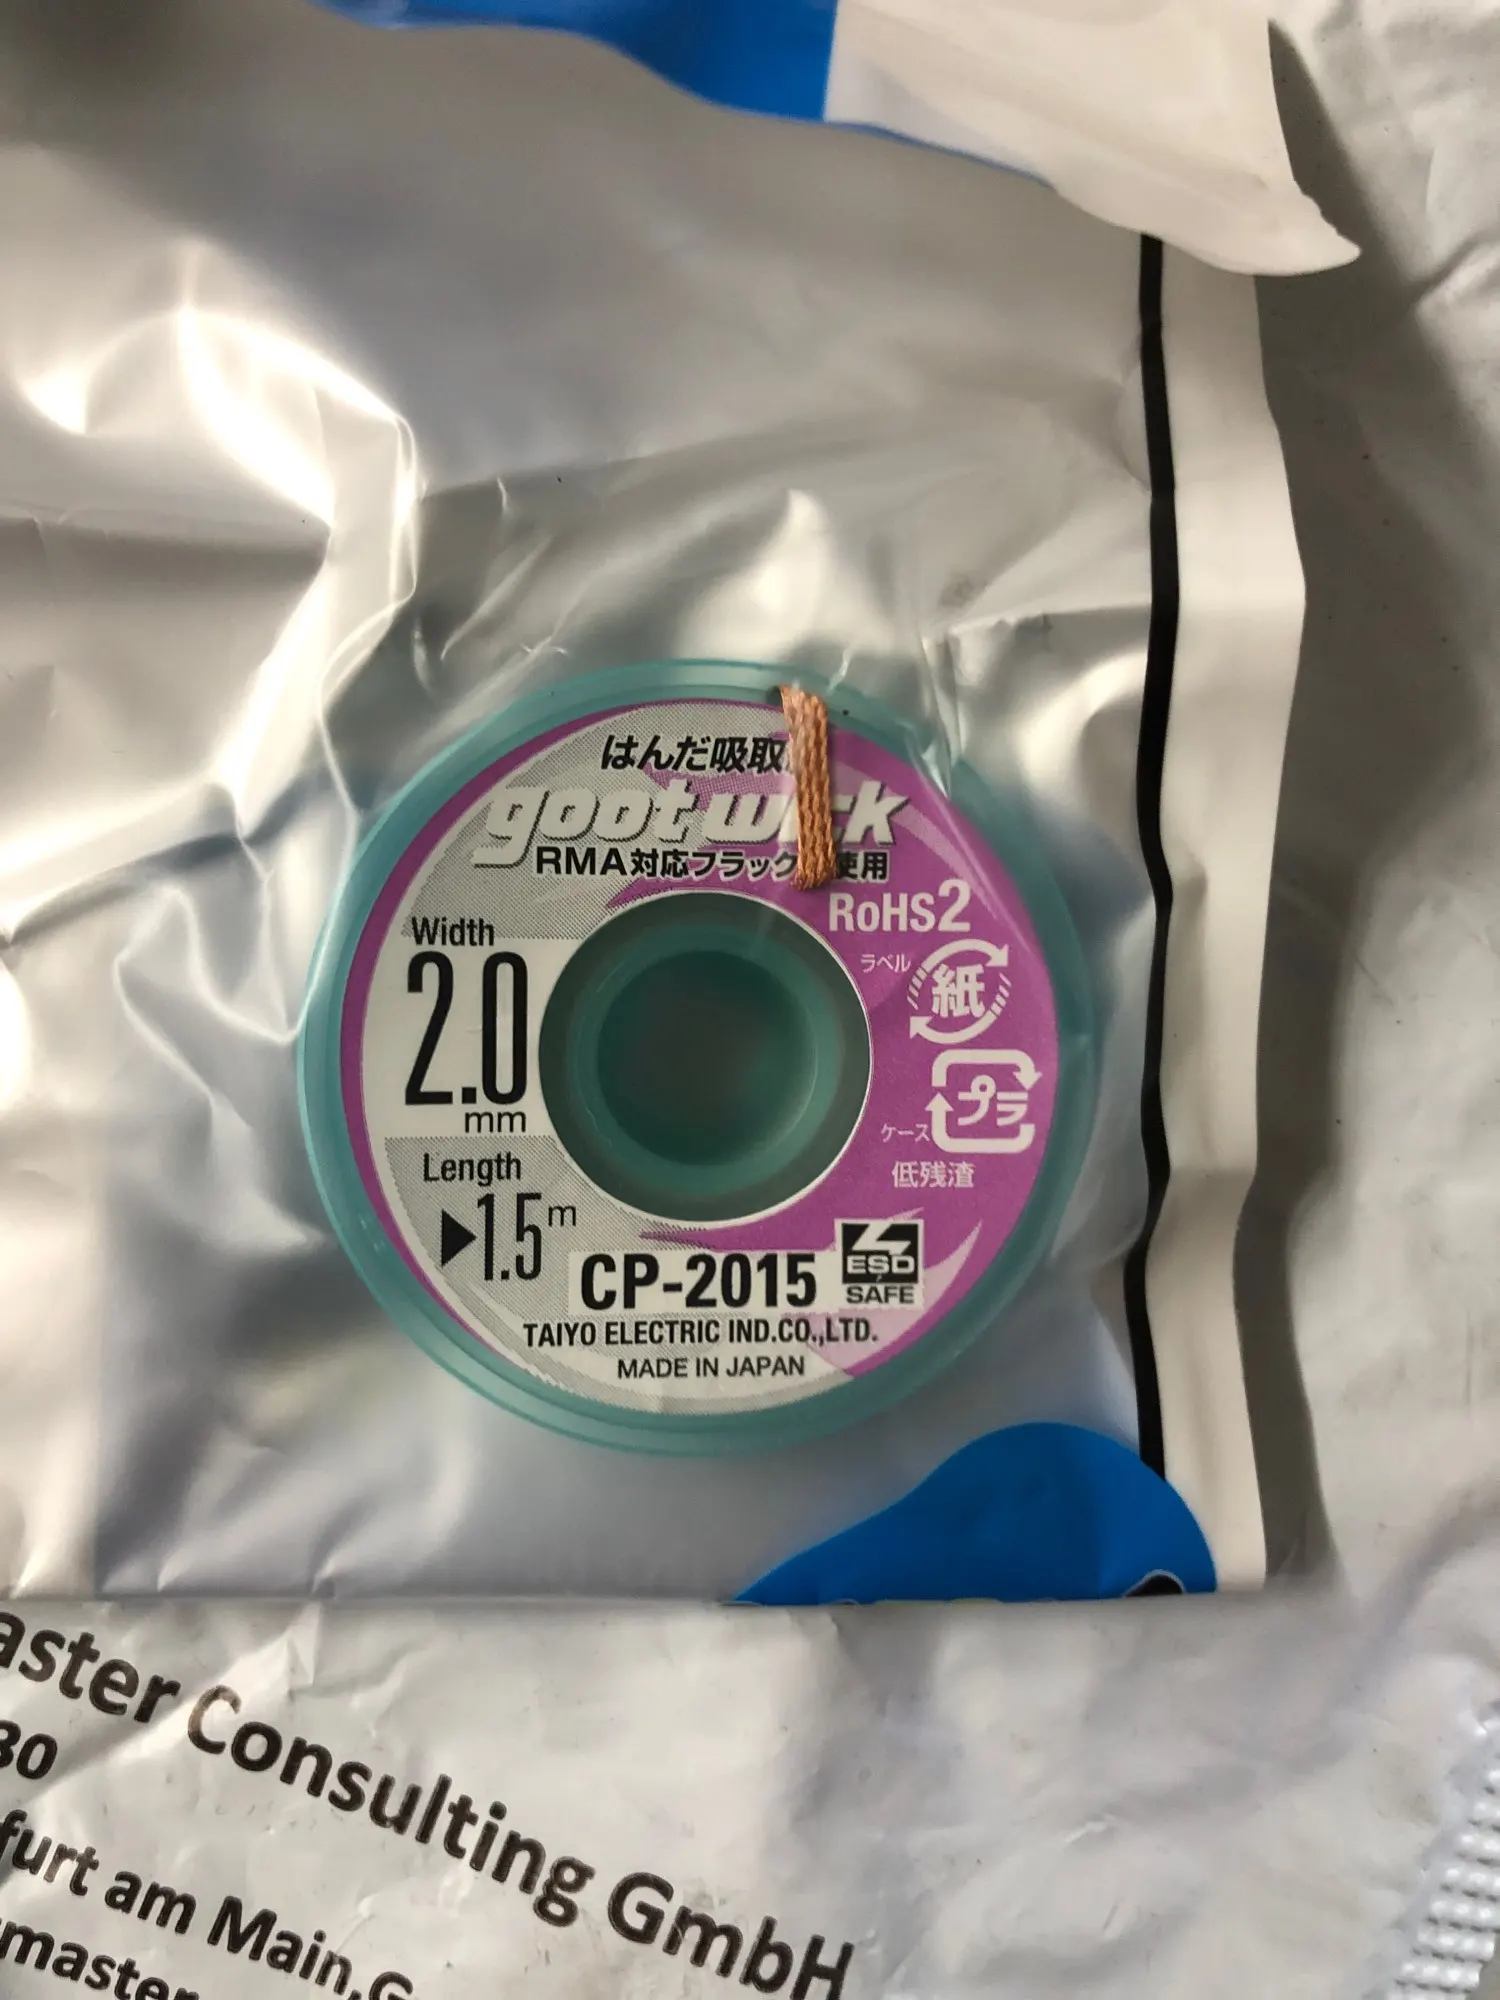 はんだ吸取
goot wick
RMA対応フラック 使用
RoHS2
ラベル
紙
プラ
ケース
低残渣
Width
2.0
mm
Length
▶1.5m
CP-2015
ESD
SAFE
TAIYO ELECTRIC IND.CO.,LTD.
MADE IN JAPAN
aster Consulting GmbH
30
furt am Main,G
master